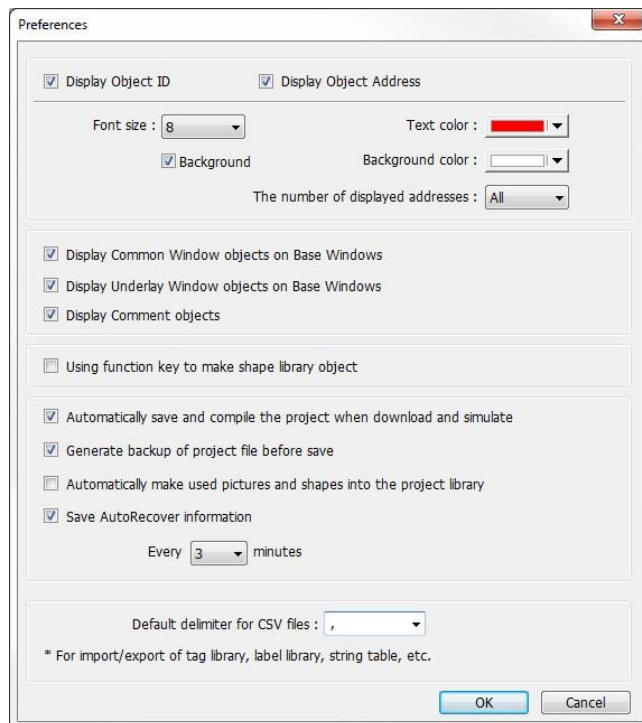 Preferences
Display Object ID Display Object Address
Font size : 8 Text color :
Background Background color :
The number of displayed addresses : All
Display Common Window objects on Base Windows
Display Underlay Window objects on Base Windows
Display Comment objects
Using function key to make shape library object
Automatically save and compile the project when download and simulate
Generate backup of project file before save
Automatically make used pictures and shapes into the project library
Save AutoRecover information
Every 3 minutes
Default delimiter for CSV files : ,
* For import/export of tag library, label library, string table, etc.
OK Cancel